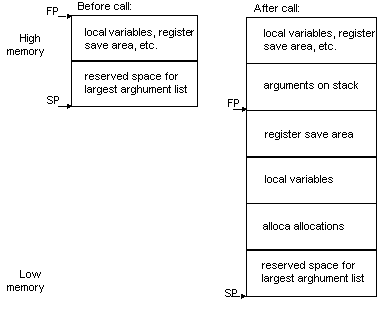 Before call:
After call:
FP
High
memory
local variables, register
save area, etc.
reserved space for
largest arghument list
SP
local variables, register
save area, etc.
arguments on stack
FP
register save area
local variables
alloca allocations
reserved space for
largest arghument list
SP
Low
memory